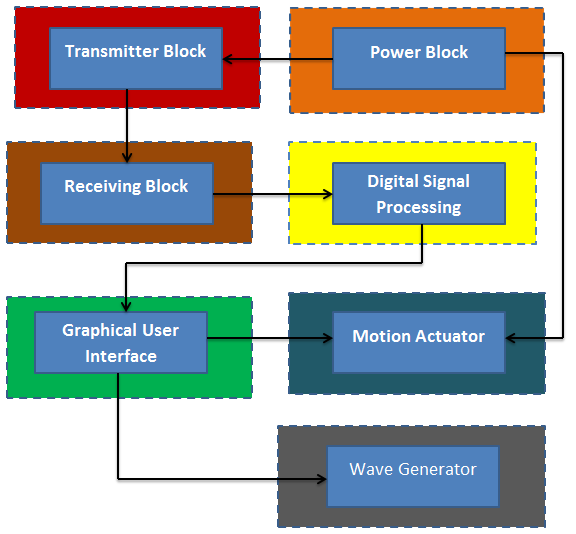 Transmitter Block
Power Block
Receiving Block
Digital Signal
Processing
Graphical User
Interface
Motion Actuator
Wave Generator